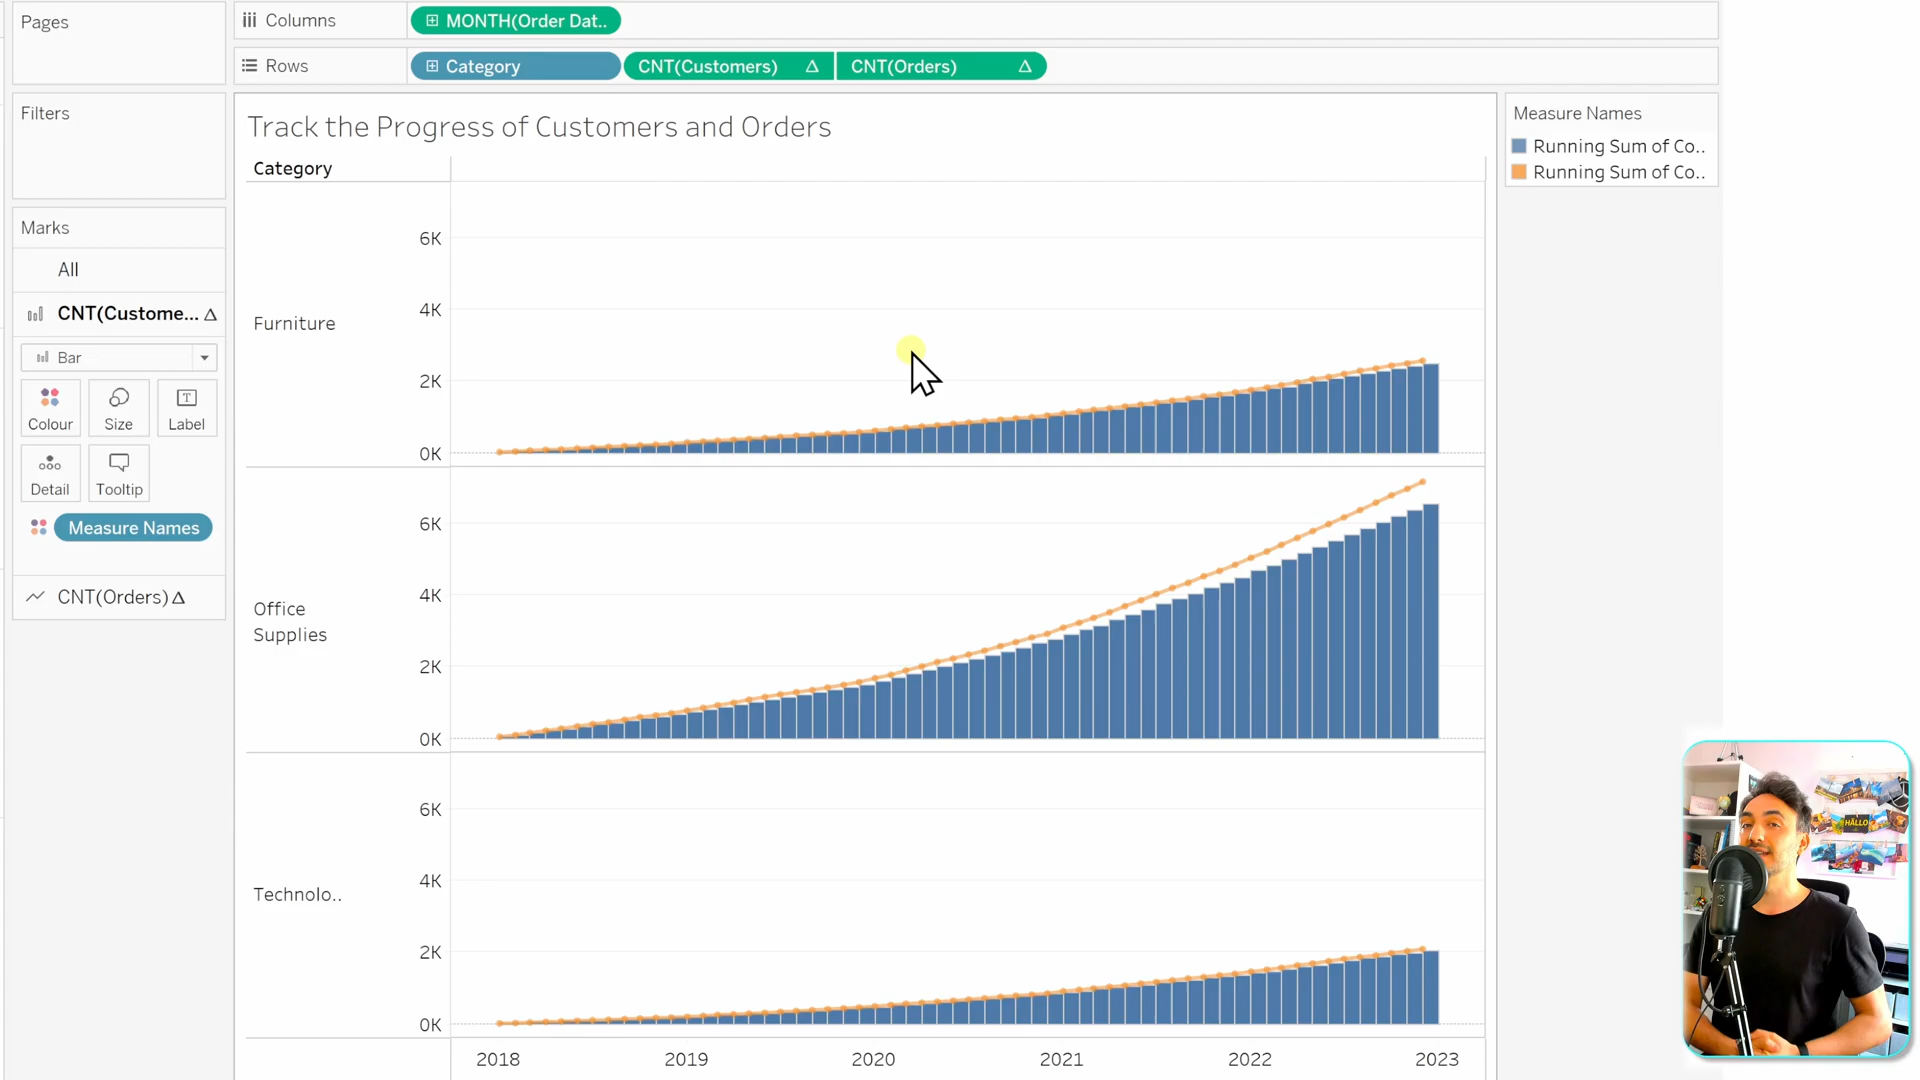 Pages
Columns
MONTH(Order Dat..
Rows
Category
CNT(Customers)
CNT(Orders)
Filters
Marks
All
CNT(Custome...
Bar
Colour
Size
Label
Detail
Tooltip
Measure Names
CNT(Orders)
Track the Progress of Customers and Orders
Category
Furniture
6K
4K
2K
0K
Office
Supplies
6K
4K
2K
0K
Technolo..
6K
4K
2K
0K
2018
2019
2020
2021
2022
2023
Measure Names
Running Sum of Co..
Running Sum of Co..
HALLO